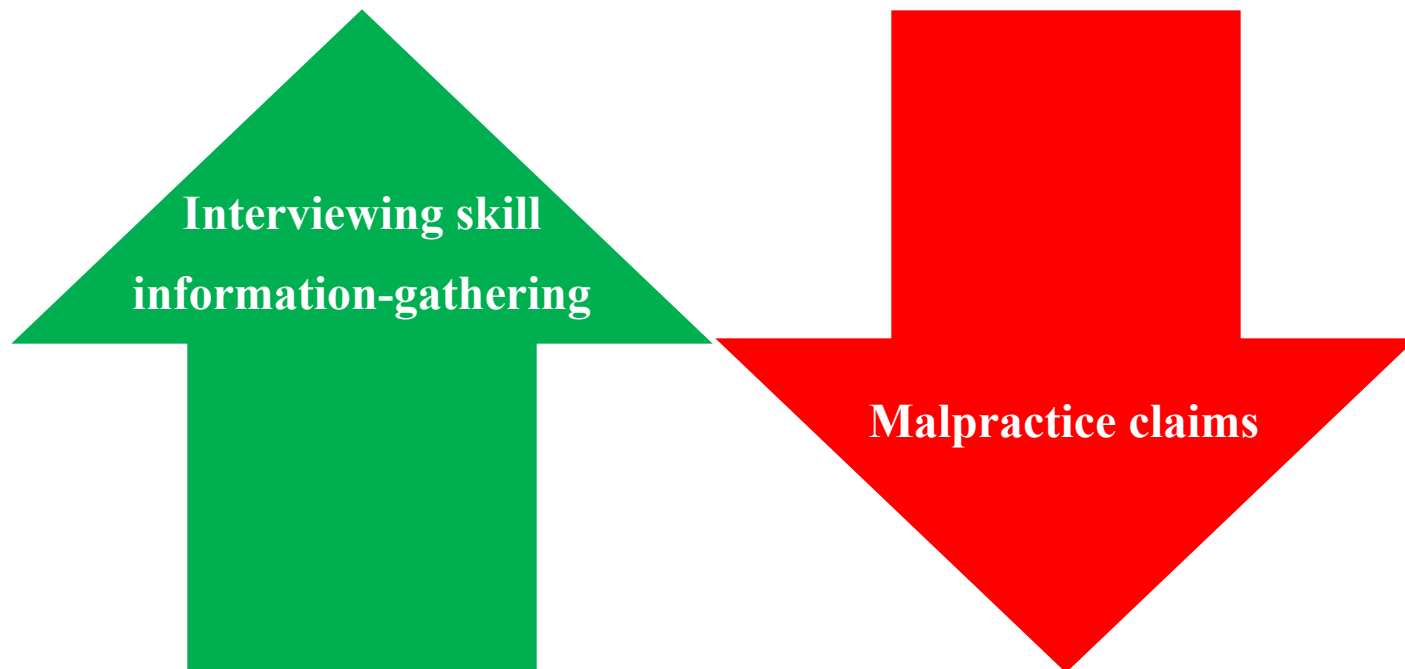 Interviewing skill
information-gathering
Malpractice claims